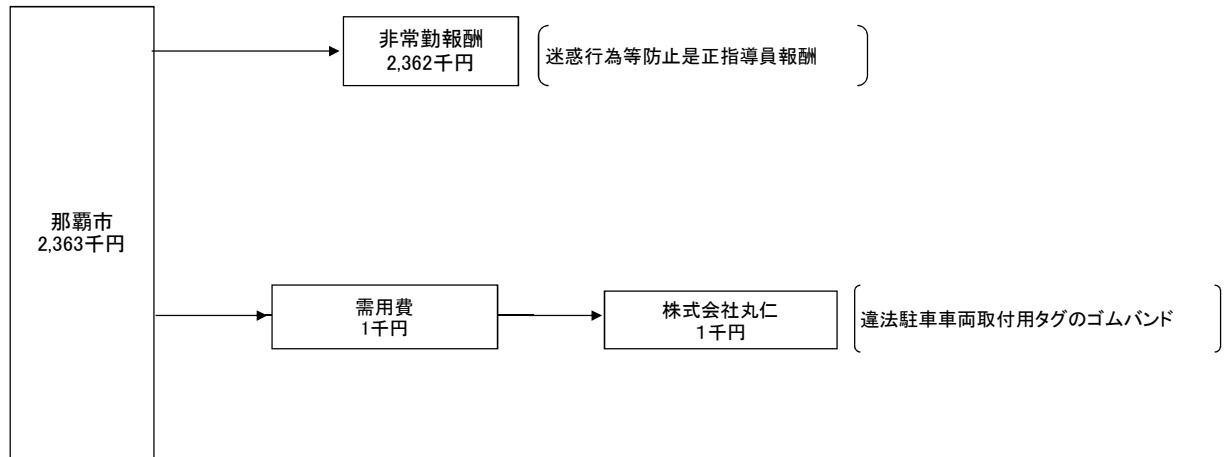 非常勤報酬
2,362千円
迷惑行為等防止是正指導員報酬
那覇市
2,363千円
需用費
1千円
株式会社丸仁
1千円
違法駐車車両取付用タグのゴムバンド